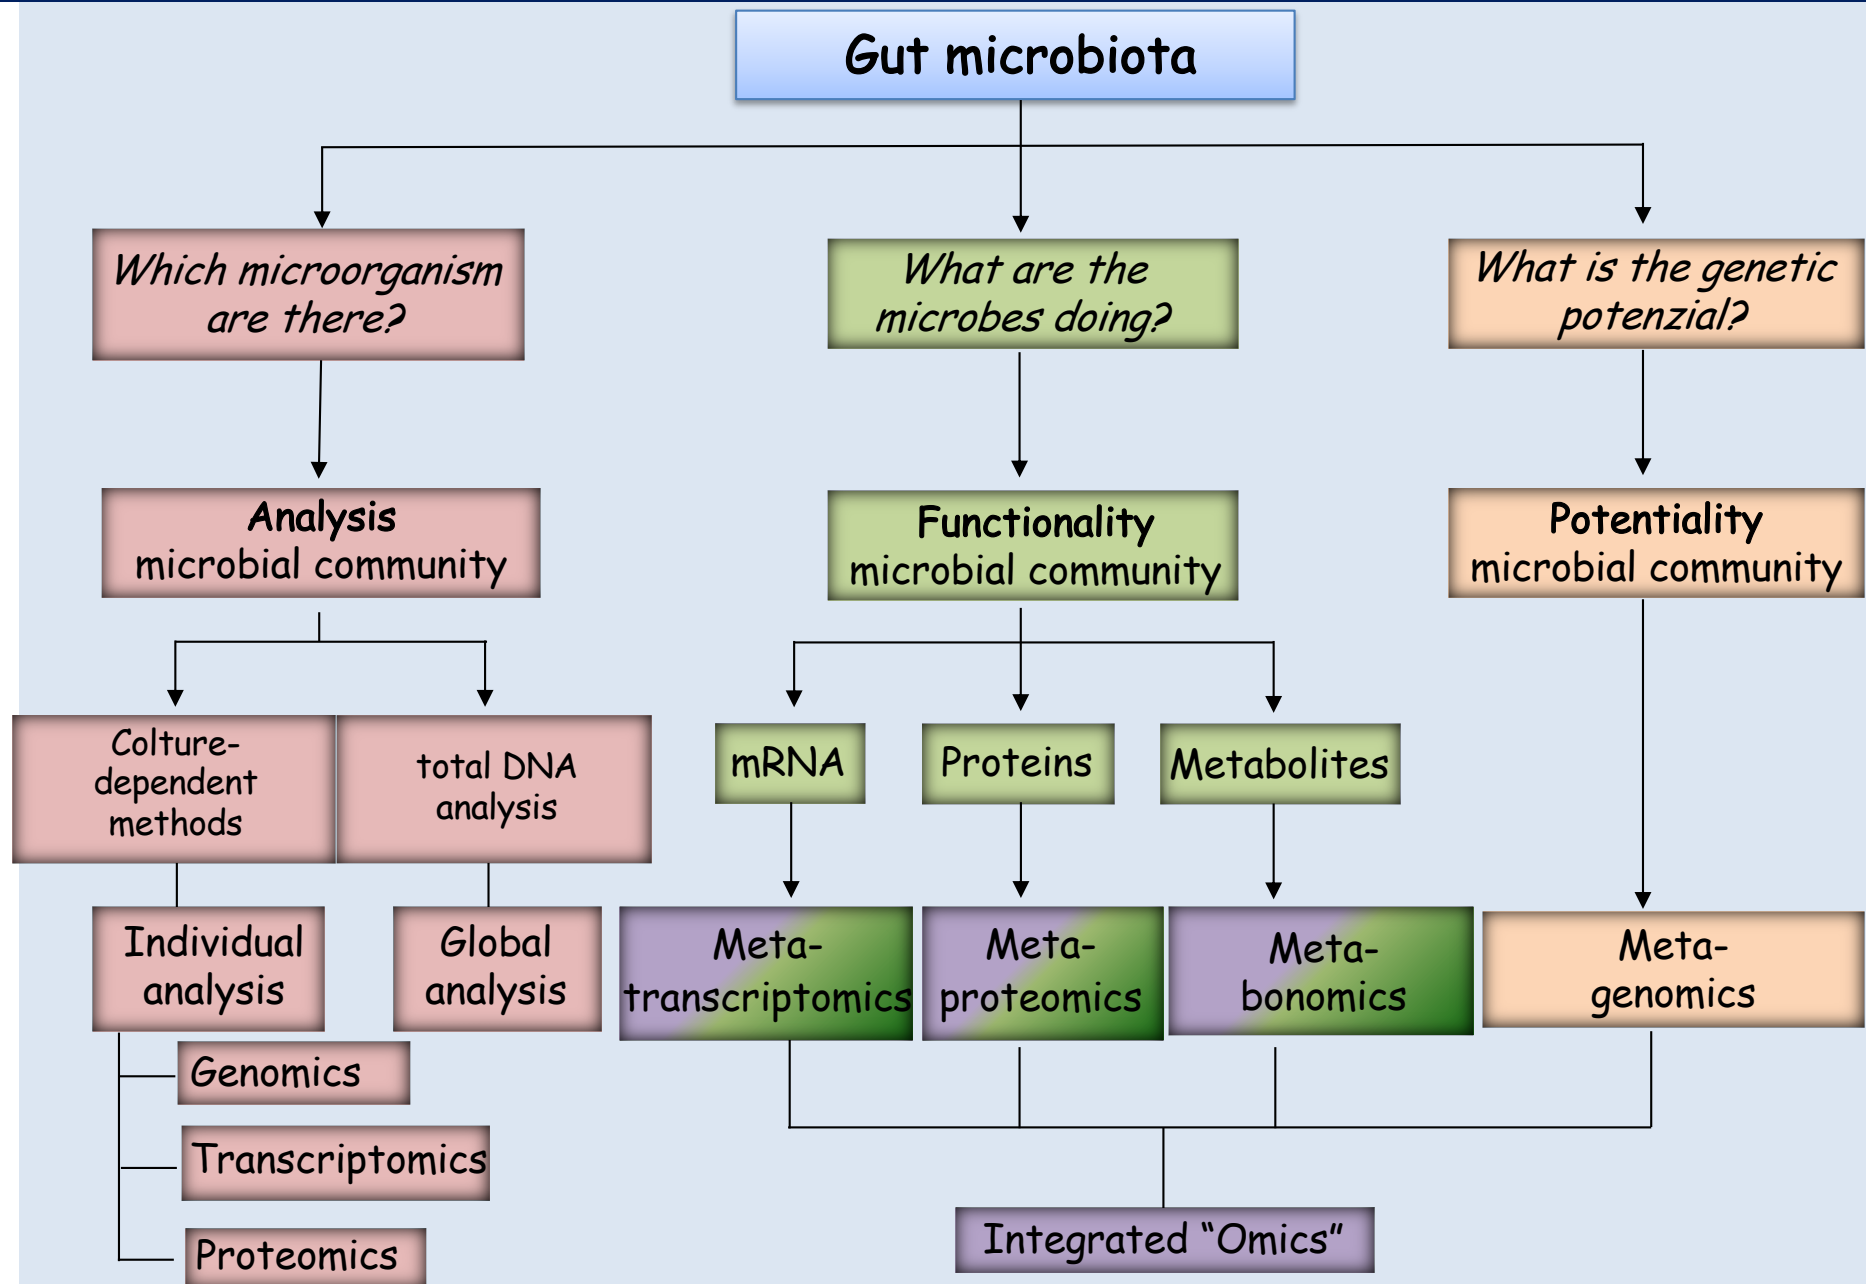 Gut microbiota
Which microorganism
are there?
What are the
microbes doing?
What is the genetic
potenzial?
Analysis
microbial community
Functionality
microbial community
Potentiality
microbial community
Colture-
dependent
methods
total DNA
analysis
mRNA
Proteins
Metabolites
Individual
analysis
Global
analysis
Meta-
transcriptomics
Meta-
proteomics
Meta-
bonomics
Meta-
genomics
Genomics
Transcriptomics
Proteomics
Integrated “Omics”